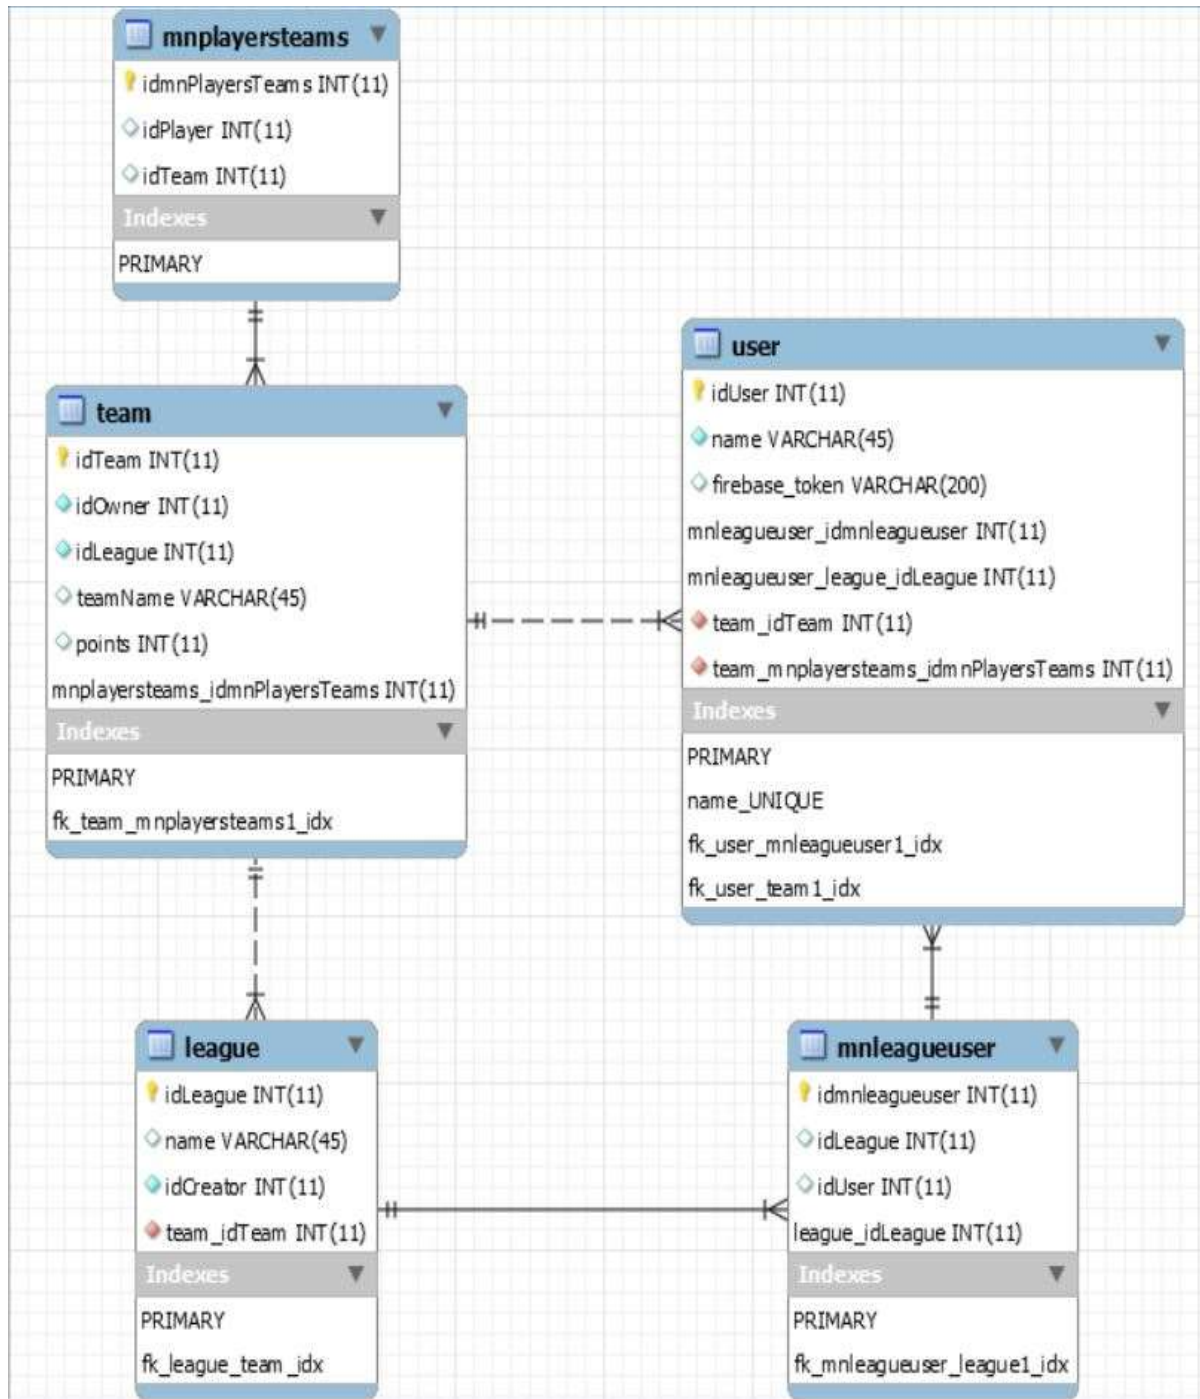 mnplayersteams
idmnPlayersTeams INT(11)
idPlayer INT(11)
idTeam INT(11)
Indexes
PRIMARY
team
idTeam INT(11)
idOwner INT(11)
idLeague INT(11)
teamName VARCHAR(45)
points INT(11)
mnplayersteams_idmnPlayersTeams INT(11)
Indexes
PRIMARY
fk_team_mnplayersteams1_idx
user
idUser INT(11)
name VARCHAR(45)
firebase_token VARCHAR(200)
mnleagueuser_idmnleagueuser INT(11)
mnleagueuser_league_idLeague INT(11)
team_idTeam INT(11)
team_mnplayersteams_idmnPlayersTeams INT(11)
Indexes
PRIMARY
name_UNIQUE
fk_user_mnleagueuser1_idx
fk_user_team1_idx
league
idLeague INT(11)
name VARCHAR(45)
idCreator INT(11)
team_idTeam INT(11)
Indexes
PRIMARY
fk_league_team_idx
mnleagueuser
idmnleagueuser INT(11)
idLeague INT(11)
idUser INT(11)
league_idLeague INT(11)
Indexes
PRIMARY
fk_mnleagueuser_league1_idx